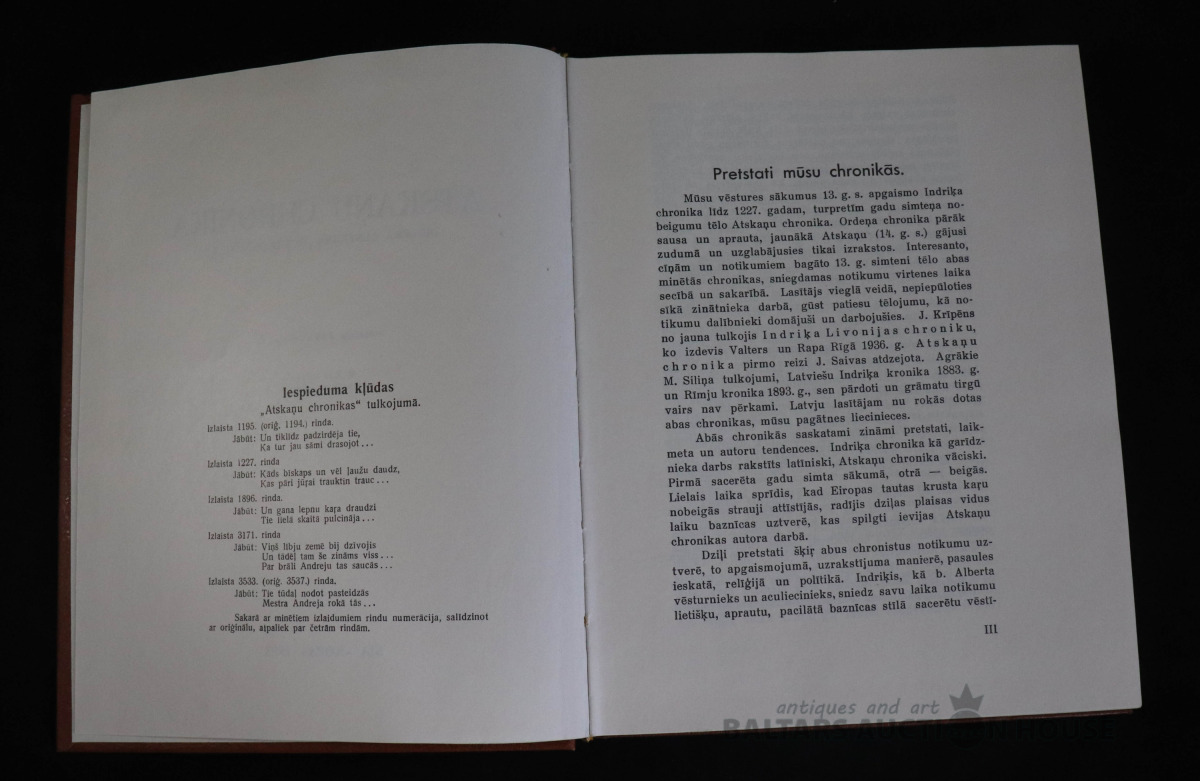 Iespieduma kļūdas
„Atskaņu chronikas“ tulkojumā.
Izlaista 1195. (oriģ. 1194.) rinda.
Jābūt: Un tiklīdz padzirdēja tie,
Ka tur jau sāmi drasojot...
Izlaista 1227. rinda
Jābūt: Kāds bīskaps un vēl ļaužu daudz,
Kas pāri jūŗai trauktin trauc...
Izlaista 1896. rinda.
Jābūt: Un gana lepnu kaŗa draudzi
Tie lielā skaitā pulcināja...
Izlaista 3171. rinda
Jābūt: Viņš lību zemē bij dzīvojis
Un tādēļ tam še zināms viss...
Par brāli Andreju tas saucās...
Izlaista 3533. (oriģ. 3537.) rinda.
Jābūt: Tie tūdaļ nodot pasteidzās
Mestra Andreja rokā tās...
Sakarā ar minētiem izlaidumiem rindu numerācija, salīdzinot
ar oriģinālu, atpaliek par četrām rindām.
Pretstati mūsu chronikās.
Mūsu vēstures sākumus 13. g. s. apgaismo Indriķa
chronika līdz 1227. gadam, turpretīm gadu simteņa no-
beigumu tēlo Atskaņu chronika. Ordeņa chronika pārāk
sausa un aprauta, jaunākā Atskaņu (14. g. s.) gājusi
zudumā un uzglabājusies tikai izrakstos. Interesanto,
cīņām un notikumiem bagāto 13. g. simteni tēlo abas
minētās chronikas, sniegdamas notikumu virtenes laika
secībā un sakarībā. Lasītājs vieglā veidā, nepiepūloties
sīkā zinātnieka darbā, gūst patiesu tēlojumu, kā no-
tikumu dalībnieki domājuši un darbojušies. J. Krīpēns
no jauna tulkojis Indriķa Livonijas chroniku,
ko izdevis Valters un Rapa Rīgā 1936. g. Atskaņu
chronika pirmo reizi J. Saivas atdzejota. Agrākie
M. Siliņa tulkojumi, Latviešu Indriķa kronika 1883. g.
un Rīmju kronika 1893. g., sen pārdoti un grāmatu tirgū
vairs nav pērkami. Latvju lasītājam nu rokās dotas
abas chronikas, mūsu pagātnes liecinieces.
Abās chronikās saskatami zināmi pretstati, laik-
meta un autoru tendences. Indriķa chronika kā garīdz-
nieka darbs rakstīts latīniski, Atskaņu chronika vāciski.
Pirmā sacerēta gadu simta sākumā, otrā — beigās.
Lielais laika sprīdis, kad Eiropas tautas krusta kaŗu
nobeigās strauji attīstījās, radījis dziļas plaisas vidus
laiku baznīcas uztverē, kas spilgti ievijas Atskaņu
chronikas autora darbā.
Dziļi pretstati šķiŗ abus chronistus notikumu uz-
tverē, to apgaismojumā, uzrakstījuma manierē, pasaules
ieskatā, reliģijā un polītikā. Indriķis, kā b. Alberta
vēsturnieks un aculiecinieks, sniedz savu laika notikumu
lietišķu, aprautu, pacilātā baznīcas stilā sacerētu vēstī-
III
antiques and art
BALTARS AUCTION HOUSE